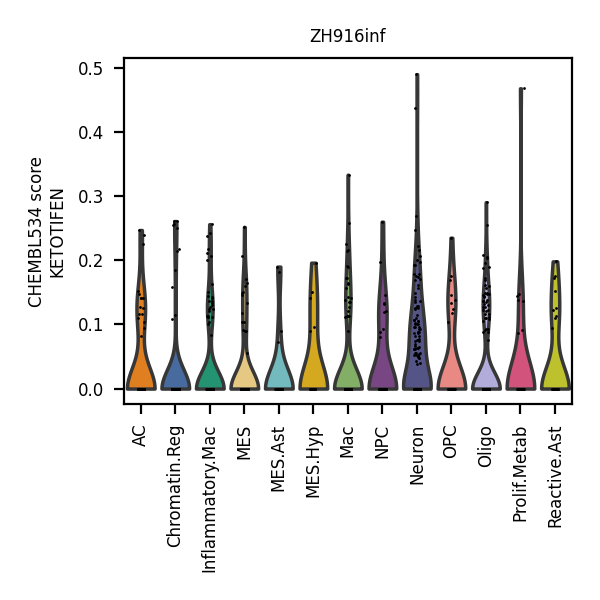 ZH916inf
CHEMBL534 score
KETOTIFEN
0.5
0.4
0.3
0.2
0.1
0.0
AC
Chromatin.Reg
Inflammatory.Mac
MES
MES.Ast
MES.Hyp
Mac
NPC
Neuron
OPC
Oligo
Prolif.Metab
Reactive.Ast